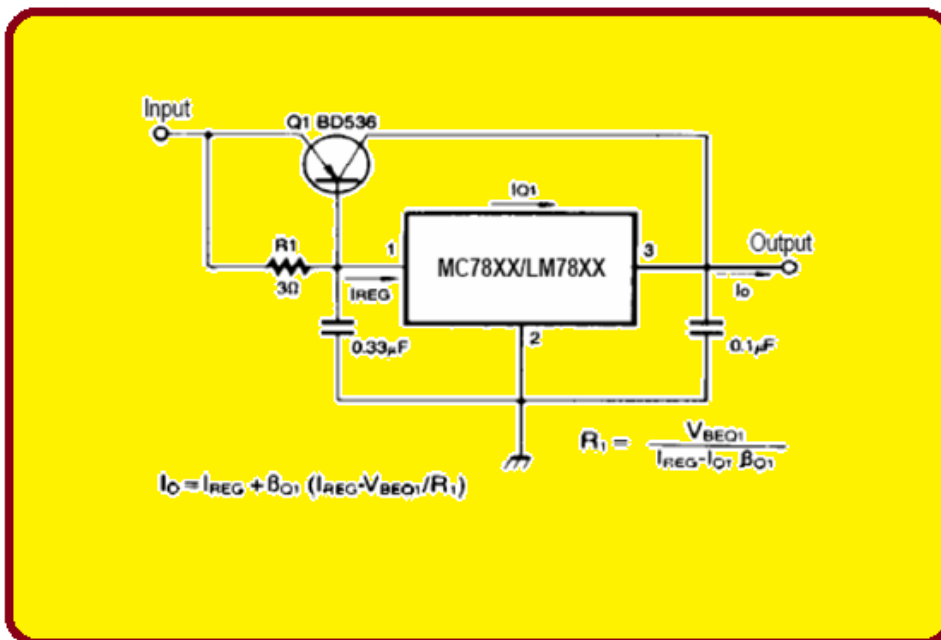 Input
Q1 BD536
IQ1
R1
3Ω
1
IREG
MC78XX/LM78XX
3
Output
IO
0.33µF
2
0.1µF
R1 = VBEQ1
IREG-IQ1 βQ1
IO = IREG + βQ1 (IREG-VBEQ1/R1)